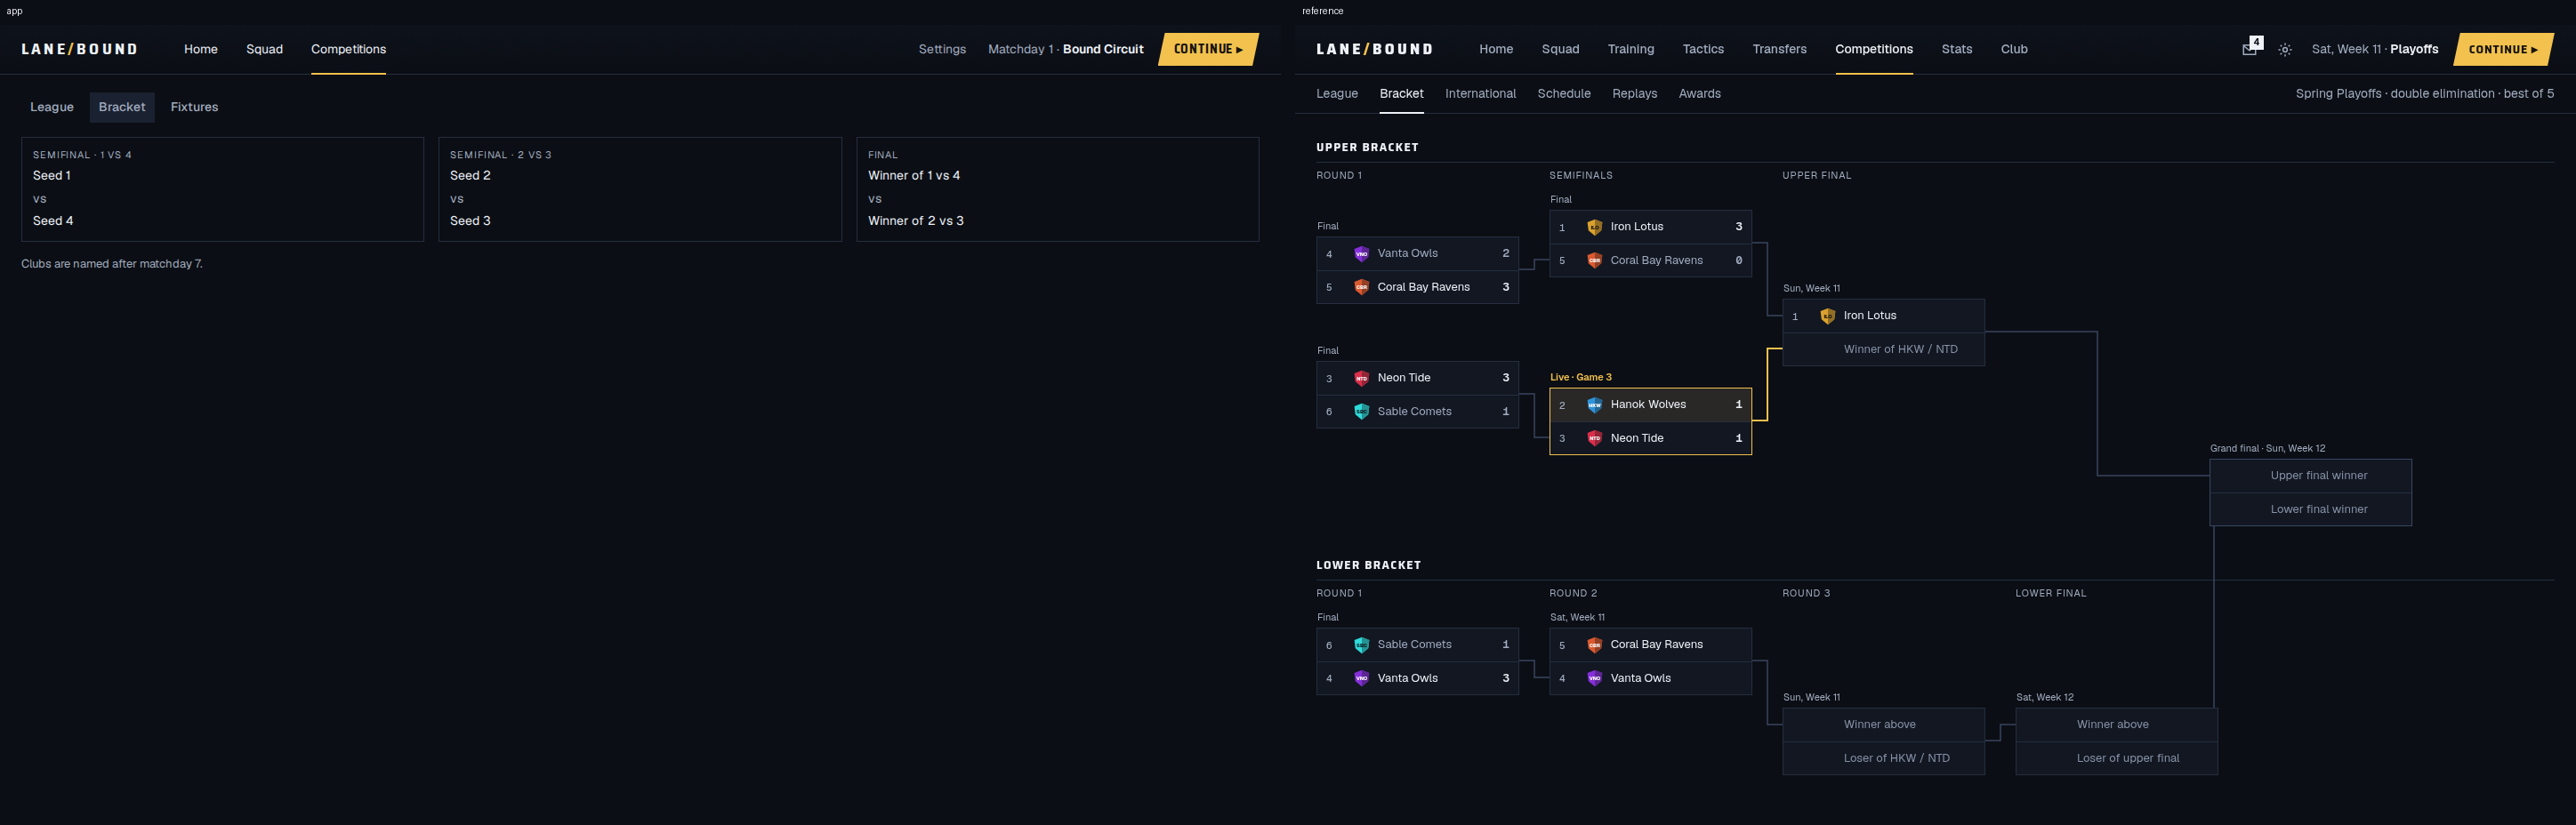 app
LANE/BOUND Home Squad Competitions Settings Matchday 1 · Bound Circuit CONTINUE ▸
League Bracket Fixtures
SEMIFINAL · 1 VS 4
Seed 1
VS
Seed 4
SEMIFINAL · 2 VS 3
Seed 2
VS
Seed 3
FINAL
Winner of 1 vs 4
VS
Winner of 2 vs 3
Clubs are named after matchday 7.
reference
LANE/BOUND Home Squad Training Tactics Transfers Competitions Stats Club 4 Sat, Week 11 · Playoffs CONTINUE ▸
League Bracket International Schedule Replays Awards Spring Playoffs · double elimination · best of 5
UPPER BRACKET
ROUND 1
Final
4 VNO Vanta Owls 2
5 CBR Coral Bay Ravens 3
Final
3 NTD Neon Tide 3
6 Sable Comets 1
SEMIFINALS
Final
1 Iron Lotus 3
5 CBR Coral Bay Ravens 0
Live · Game 3
2 HKW Hanok Wolves 1
3 NTD Neon Tide 1
UPPER FINAL
Sun, Week 11
1 Iron Lotus
Winner of HKW / NTD
Grand final · Sun, Week 12
Upper final winner
Lower final winner
LOWER BRACKET
ROUND 1
Final
6 Sable Comets 1
4 VNO Vanta Owls 3
ROUND 2
Sat, Week 11
5 CBR Coral Bay Ravens
4 VNO Vanta Owls
ROUND 3
Sun, Week 11
Winner above
Loser of HKW / NTD
LOWER FINAL
Sat, Week 12
Winner above
Loser of upper final